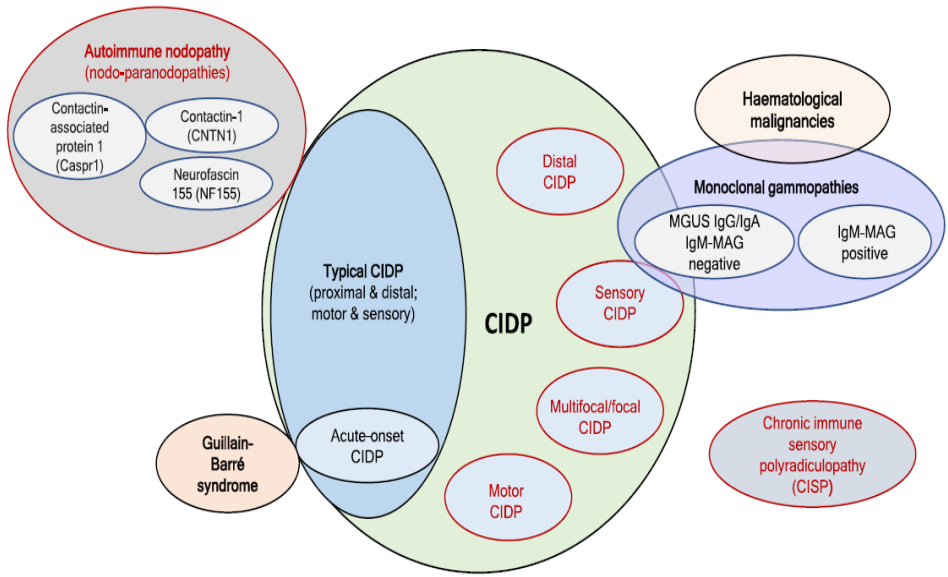 Autoimmune nodopathy
(nodo-paranodopathies)
Contactin-
associated
protein 1
(Caspr1)
Contactin-1
(CNTN1)
Neurofascin
155 (NF155)
Haematological
malignancies
Monoclonal gammopathies
MGUS IgG/IgA
IgM-MAG
negative
IgM-MAG
positive
Distal
CIDP
Typical CIDP
(proximal & distal;
motor & sensory)
CIDP
Sensory
CIDP
Multifocal/focal
CIDP
Chronic immune
sensory
polyradiculopathy
(CISP)
Guillain-
Barré
syndrome
Acute-onset
CIDP
Motor
CIDP